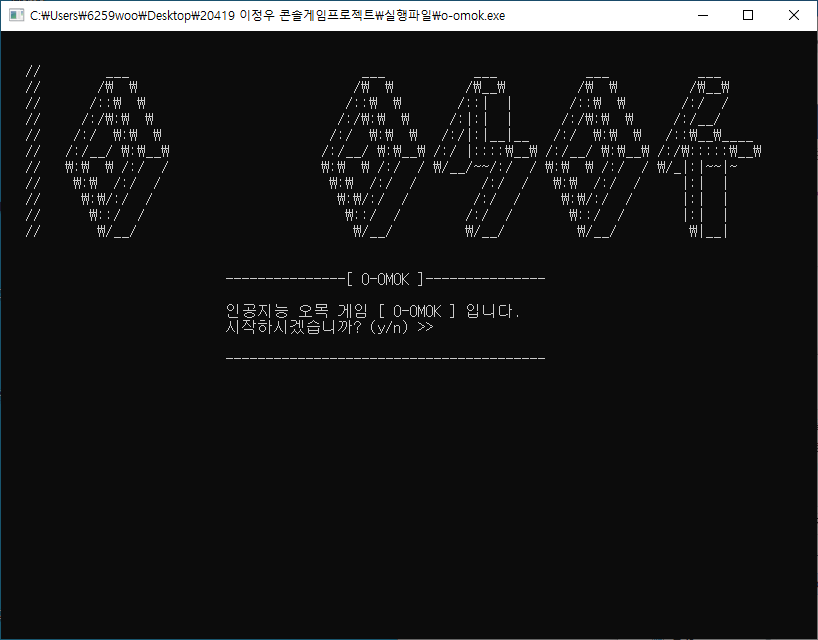 C:₩Users₩6259woo₩Desktop₩20419 이정우 콘솔게임프로젝트₩실행파일₩o-omok.exe
---------------[ O-OMOK ]---------------
인공지능 오목 게임 [ O-OMOK ] 입니다.
시작하시겠습니까? (y/n) >>
----------------------------------------